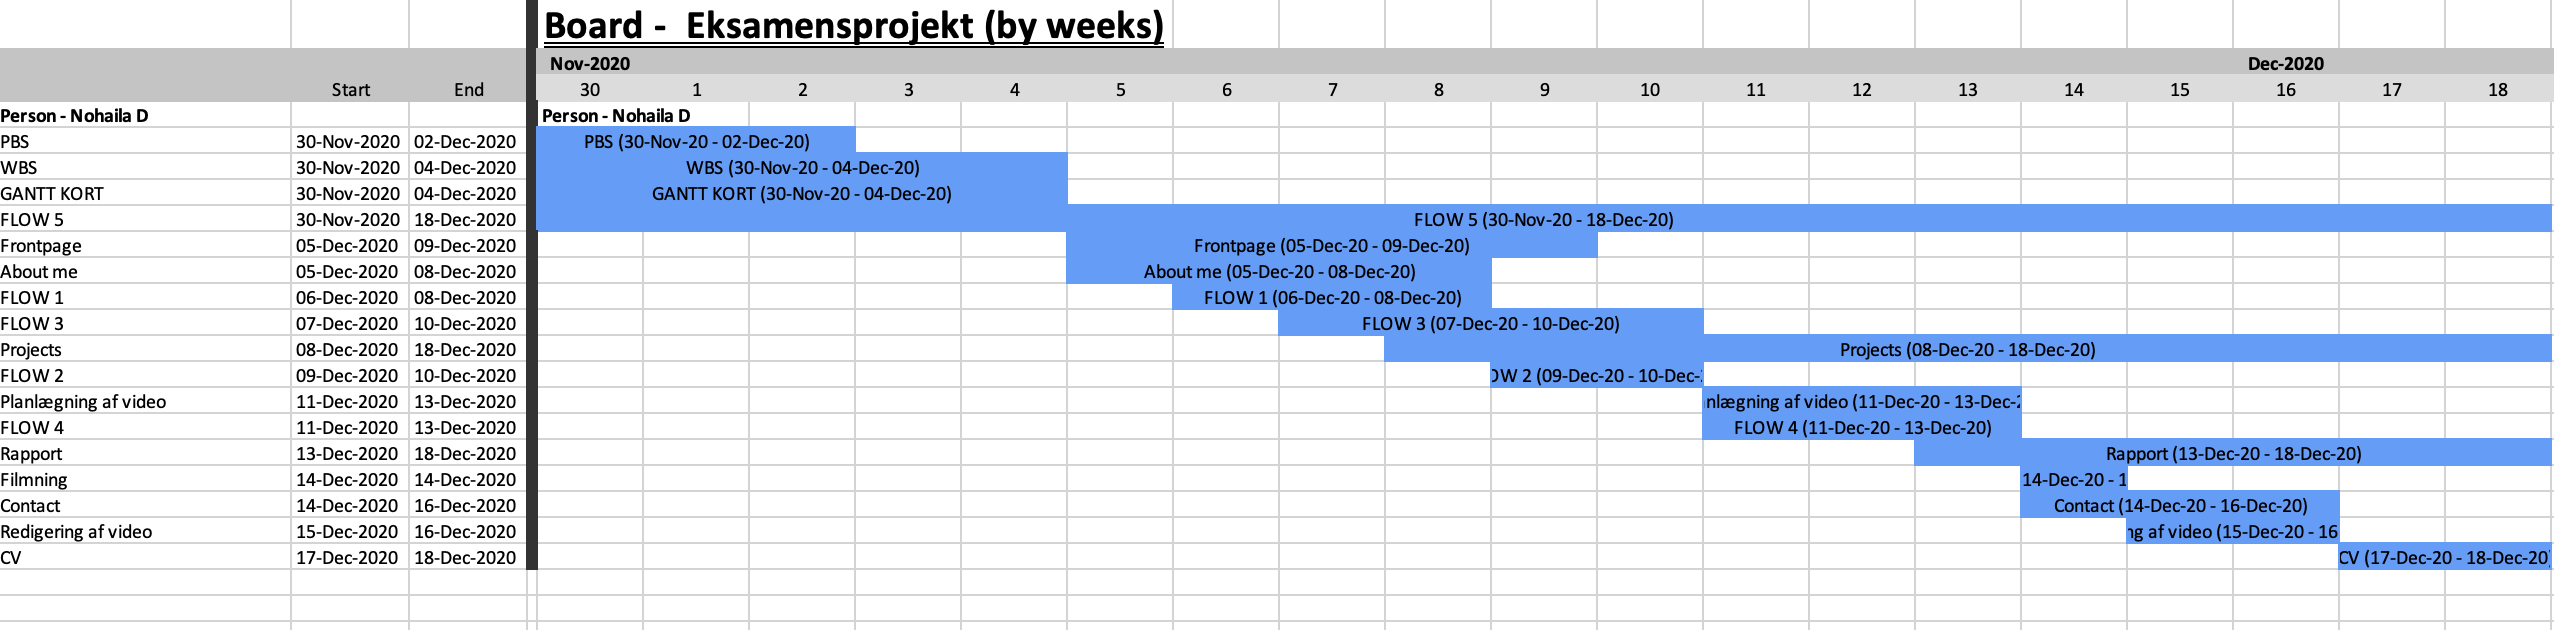 Board - Eksamensprojekt (by weeks)
Nov-2020 Dec-2020
Start End 30 1 2 3 4 5 6 7 8 9 10 11 12 13 14 15 16 17 18
Person - Nohaila D Person - Nohaila D
PBS 30-Nov-2020 02-Dec-2020 PBS (30-Nov-20 - 02-Dec-20)
WBS 30-Nov-2020 04-Dec-2020 WBS (30-Nov-20 - 04-Dec-20)
GANTT KORT 30-Nov-2020 04-Dec-2020 GANTT KORT (30-Nov-20 - 04-Dec-20)
FLOW 5 30-Nov-2020 18-Dec-2020 FLOW 5 (30-Nov-20 - 18-Dec-20)
Frontpage 05-Dec-2020 09-Dec-2020 Frontpage (05-Dec-20 - 09-Dec-20)
About me 05-Dec-2020 08-Dec-2020 About me (05-Dec-20 - 08-Dec-20)
FLOW 1 06-Dec-2020 08-Dec-2020 FLOW 1 (06-Dec-20 - 08-Dec-20)
FLOW 3 07-Dec-2020 10-Dec-2020 FLOW 3 (07-Dec-20 - 10-Dec-20)
Projects 08-Dec-2020 18-Dec-2020 Projects (08-Dec-20 - 18-Dec-20)
FLOW 2 09-Dec-2020 10-Dec-2020 OW 2 (09-Dec-20 - 10-Dec-
Planlægning af video 11-Dec-2020 13-Dec-2020 nlægning af video (11-Dec-20 - 13-Dec-2
FLOW 4 11-Dec-2020 13-Dec-2020 FLOW 4 (11-Dec-20 - 13-Dec-20)
Rapport 13-Dec-2020 18-Dec-2020 Rapport (13-Dec-20 - 18-Dec-20)
Filmning 14-Dec-2020 14-Dec-2020 14-Dec-20 - 1
Contact 14-Dec-2020 16-Dec-2020 Contact (14-Dec-20 - 16-Dec-20)
Redigering af video 15-Dec-2020 16-Dec-2020 ng af video (15-Dec-20 - 16
CV 17-Dec-2020 18-Dec-2020 CV (17-Dec-20 - 18-Dec-20)